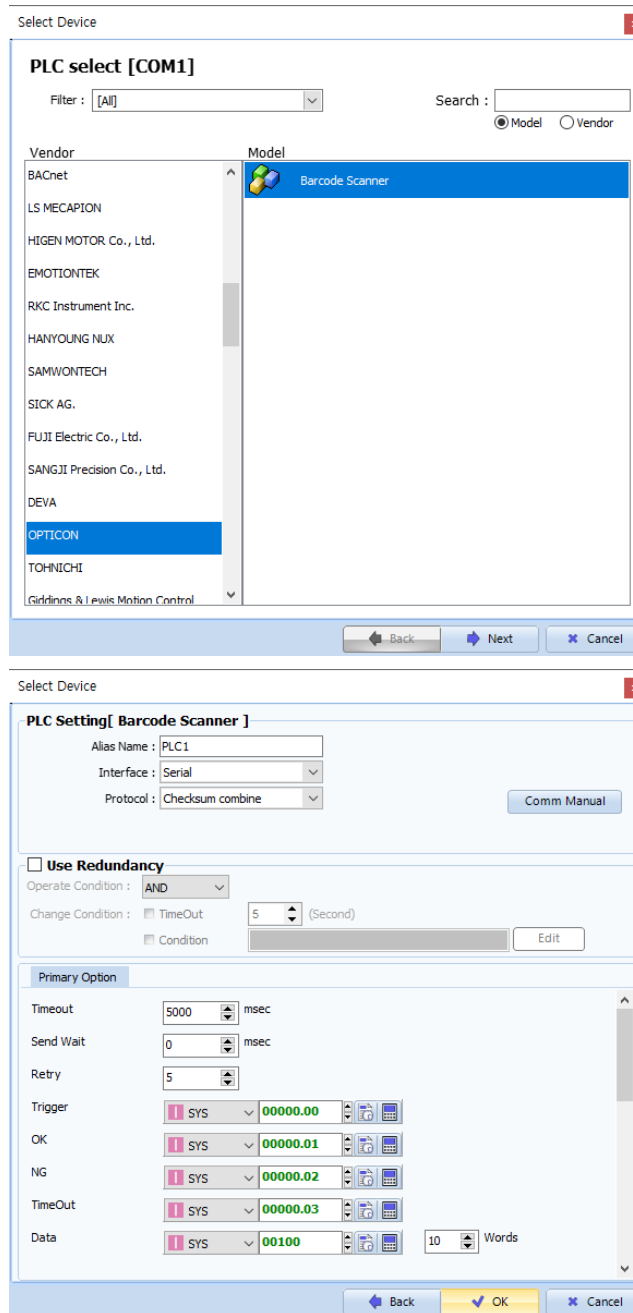 Select Device
PLC select [COM1]
Filter : [All]
Search :
Model Vendor
Vendor Model
BACnet
Barcode Scanner
LS MECAPION
HIGEN MOTOR Co., Ltd.
EMOTIONTEK
RKC Instrument Inc.
HANYOUNG NUX
SAMWONTECH
SICK AG.
FUJI Electric Co., Ltd.
SANGJI Precision Co., Ltd.
DEVA
OPTICON
TOHNICHI
Giddings & Lewis Motion Control
Back Next Cancel
Select Device
PLC Setting[ Barcode Scanner ]
Alias Name : PLC1
Interface : Serial
Protocol : Checksum combine
Comm Manual
Use Redundancy
Operate Condition : AND
Change Condition : TimeOut 5 (Second)
Condition Edit
Primary Option
Timeout 5000 msec
Send Wait 0 msec
Retry 5
Trigger SYS 00000.00
OK SYS 00000.01
NG SYS 00000.02
TimeOut SYS 00000.03
Data SYS 00100 10 Words
Back OK Cancel